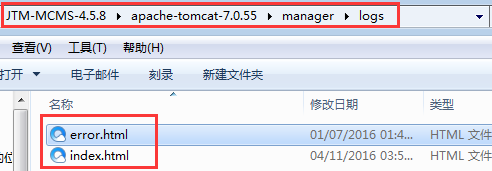 JTM-MCMS-4.5.8 ▸ apache-tomcat-7.0.55 ▸ manager ▸ logs
查看(V) 工具(T) 帮助(H)
打开 电子邮件 刻录 新建文件夹
名称 修改日期 类型
error.html 01/07/2016 01:4... HTML 文件
index.html 04/11/2016 03:5... HTML 文件
的位